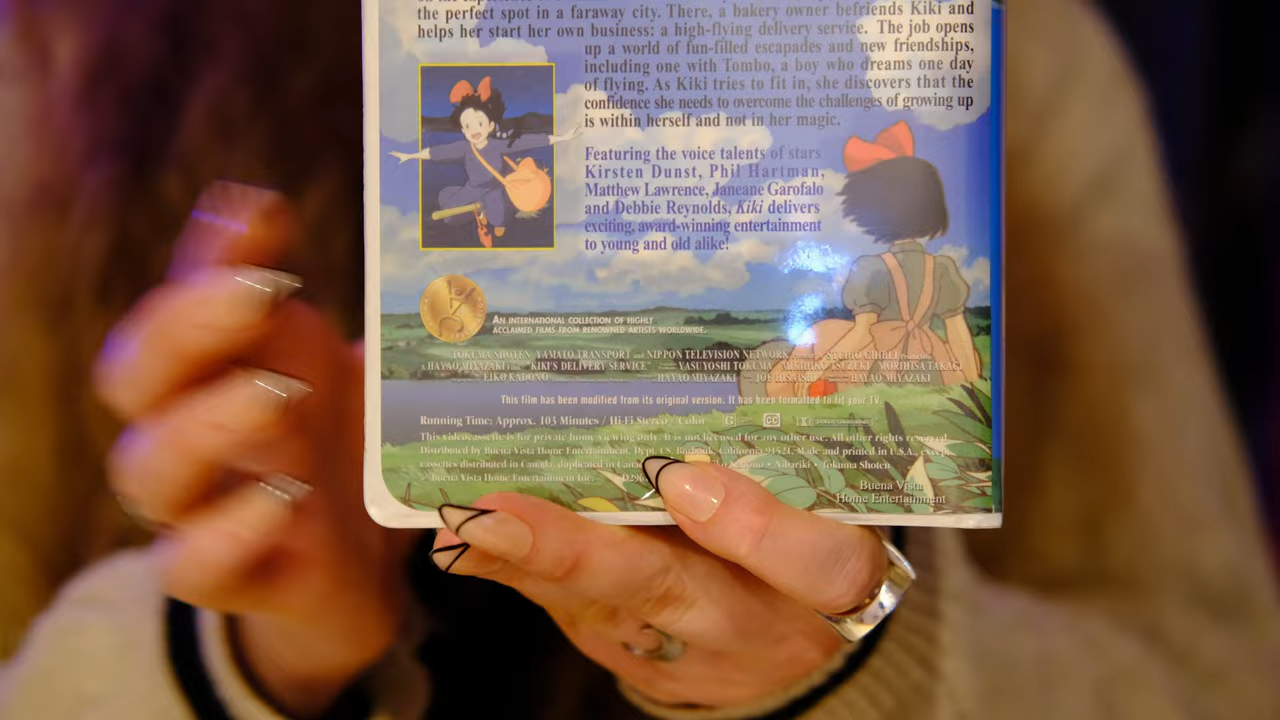 the perfect spot in a faraway city. There, a bakery owner befriends Kiki and
helps her start her own business: a high-flying delivery service. The job opens
up a world of fun-filled escapades and new friendships,
including one with Tombo, a boy who dreams one day
of flying. As Kiki tries to fit in, she discovers that the
confidence she needs to overcome the challenges of growing up
is within herself and not in her magic.
Featuring the voice talents of stars
Kirsten Dunst, Phil Hartman,
Matthew Lawrence, Janeane Garofalo
and Debbie Reynolds, Kiki delivers
exciting, award-winning entertainment
to young and old alike!
AN INTERNATIONAL COLLECTION OF HIGHLY
ACCLAIMED FILMS FROM RENOWNED ARTISTS WORLDWIDE.
TOKUMA SHOTEN, YAMATO TRANSPORT and NIPPON TELEVISION NETWORK STUDIO GHIBLI
A HAYAO MIYAZAKI "KIKI'S DELIVERY SERVICE" YASUYOSHI TOKUMA MIKIHIKO TSUZUKI MORIHISA TAKAGI
EIKO KADONO HAYAO MIYAZAKI JOE HISAISHI HAYAO MIYAZAKI
This film has been modified from its original version. It has been formatted to fit your TV.
Running Time: Approx. 103 Minutes / Hi-Fi Stereo / Color G CC
This videocassette is for private home viewing only. It is not licensed for any other use. All other rights reserved.
Distributed by Buena Vista Home Entertainment, Dept. CS, Burbank, California 91521. Made and printed in U.S.A., except
cassettes distributed in Canada, duplicated in Nibariki • Tokuma Shoten
Buena Vista Home Entertainment Inc.
Buena Vista
Home Entertainment